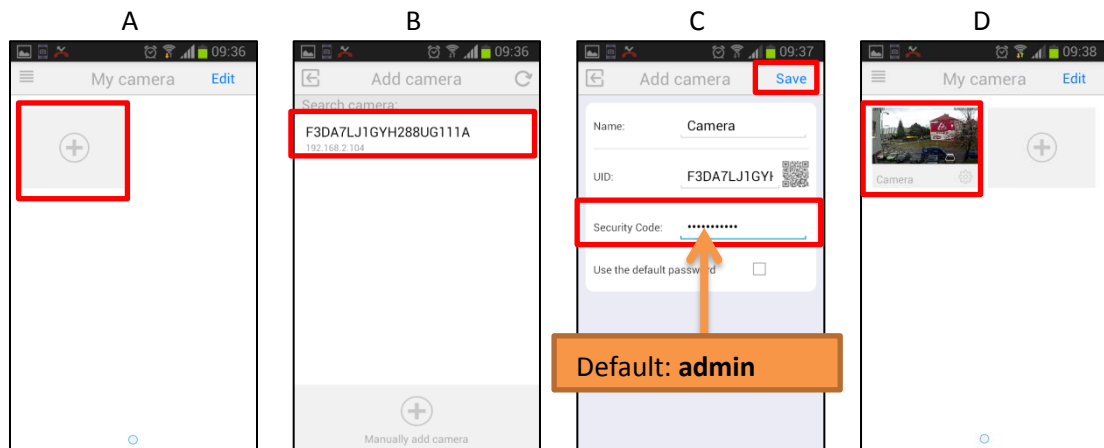 A
09:36
My camera
Edit
B
09:36
Add camera
Search camera:
F3DA7LJ1GYH288UG111A
192.168.2.104
Manually add camera
C
09:37
Add camera
Save
Name:
Camera
UID:
F3DA7LJ1GYH
Security Code:
•••••••••••
Use the default password
Default: admin
D
09:38
My camera
Edit
Camera